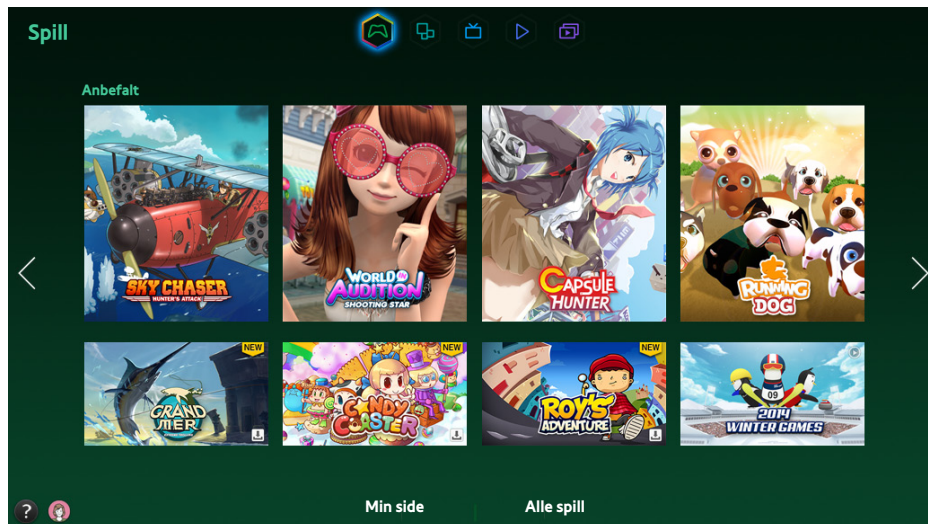 Spill
Anbefalt
SKY CHASER
HUNTER'S ATTACK
WORLD IN
AUDITION
SHOOTING STAR
CAPSULE
HUNTER
RUNNING
DOG
NEW
GRAND
MER
NEW
CANDY
COASTER
NEW
ROY'S
ADVENTURE
09
2014
WINTER GAMES
?
Min side
Alle spill